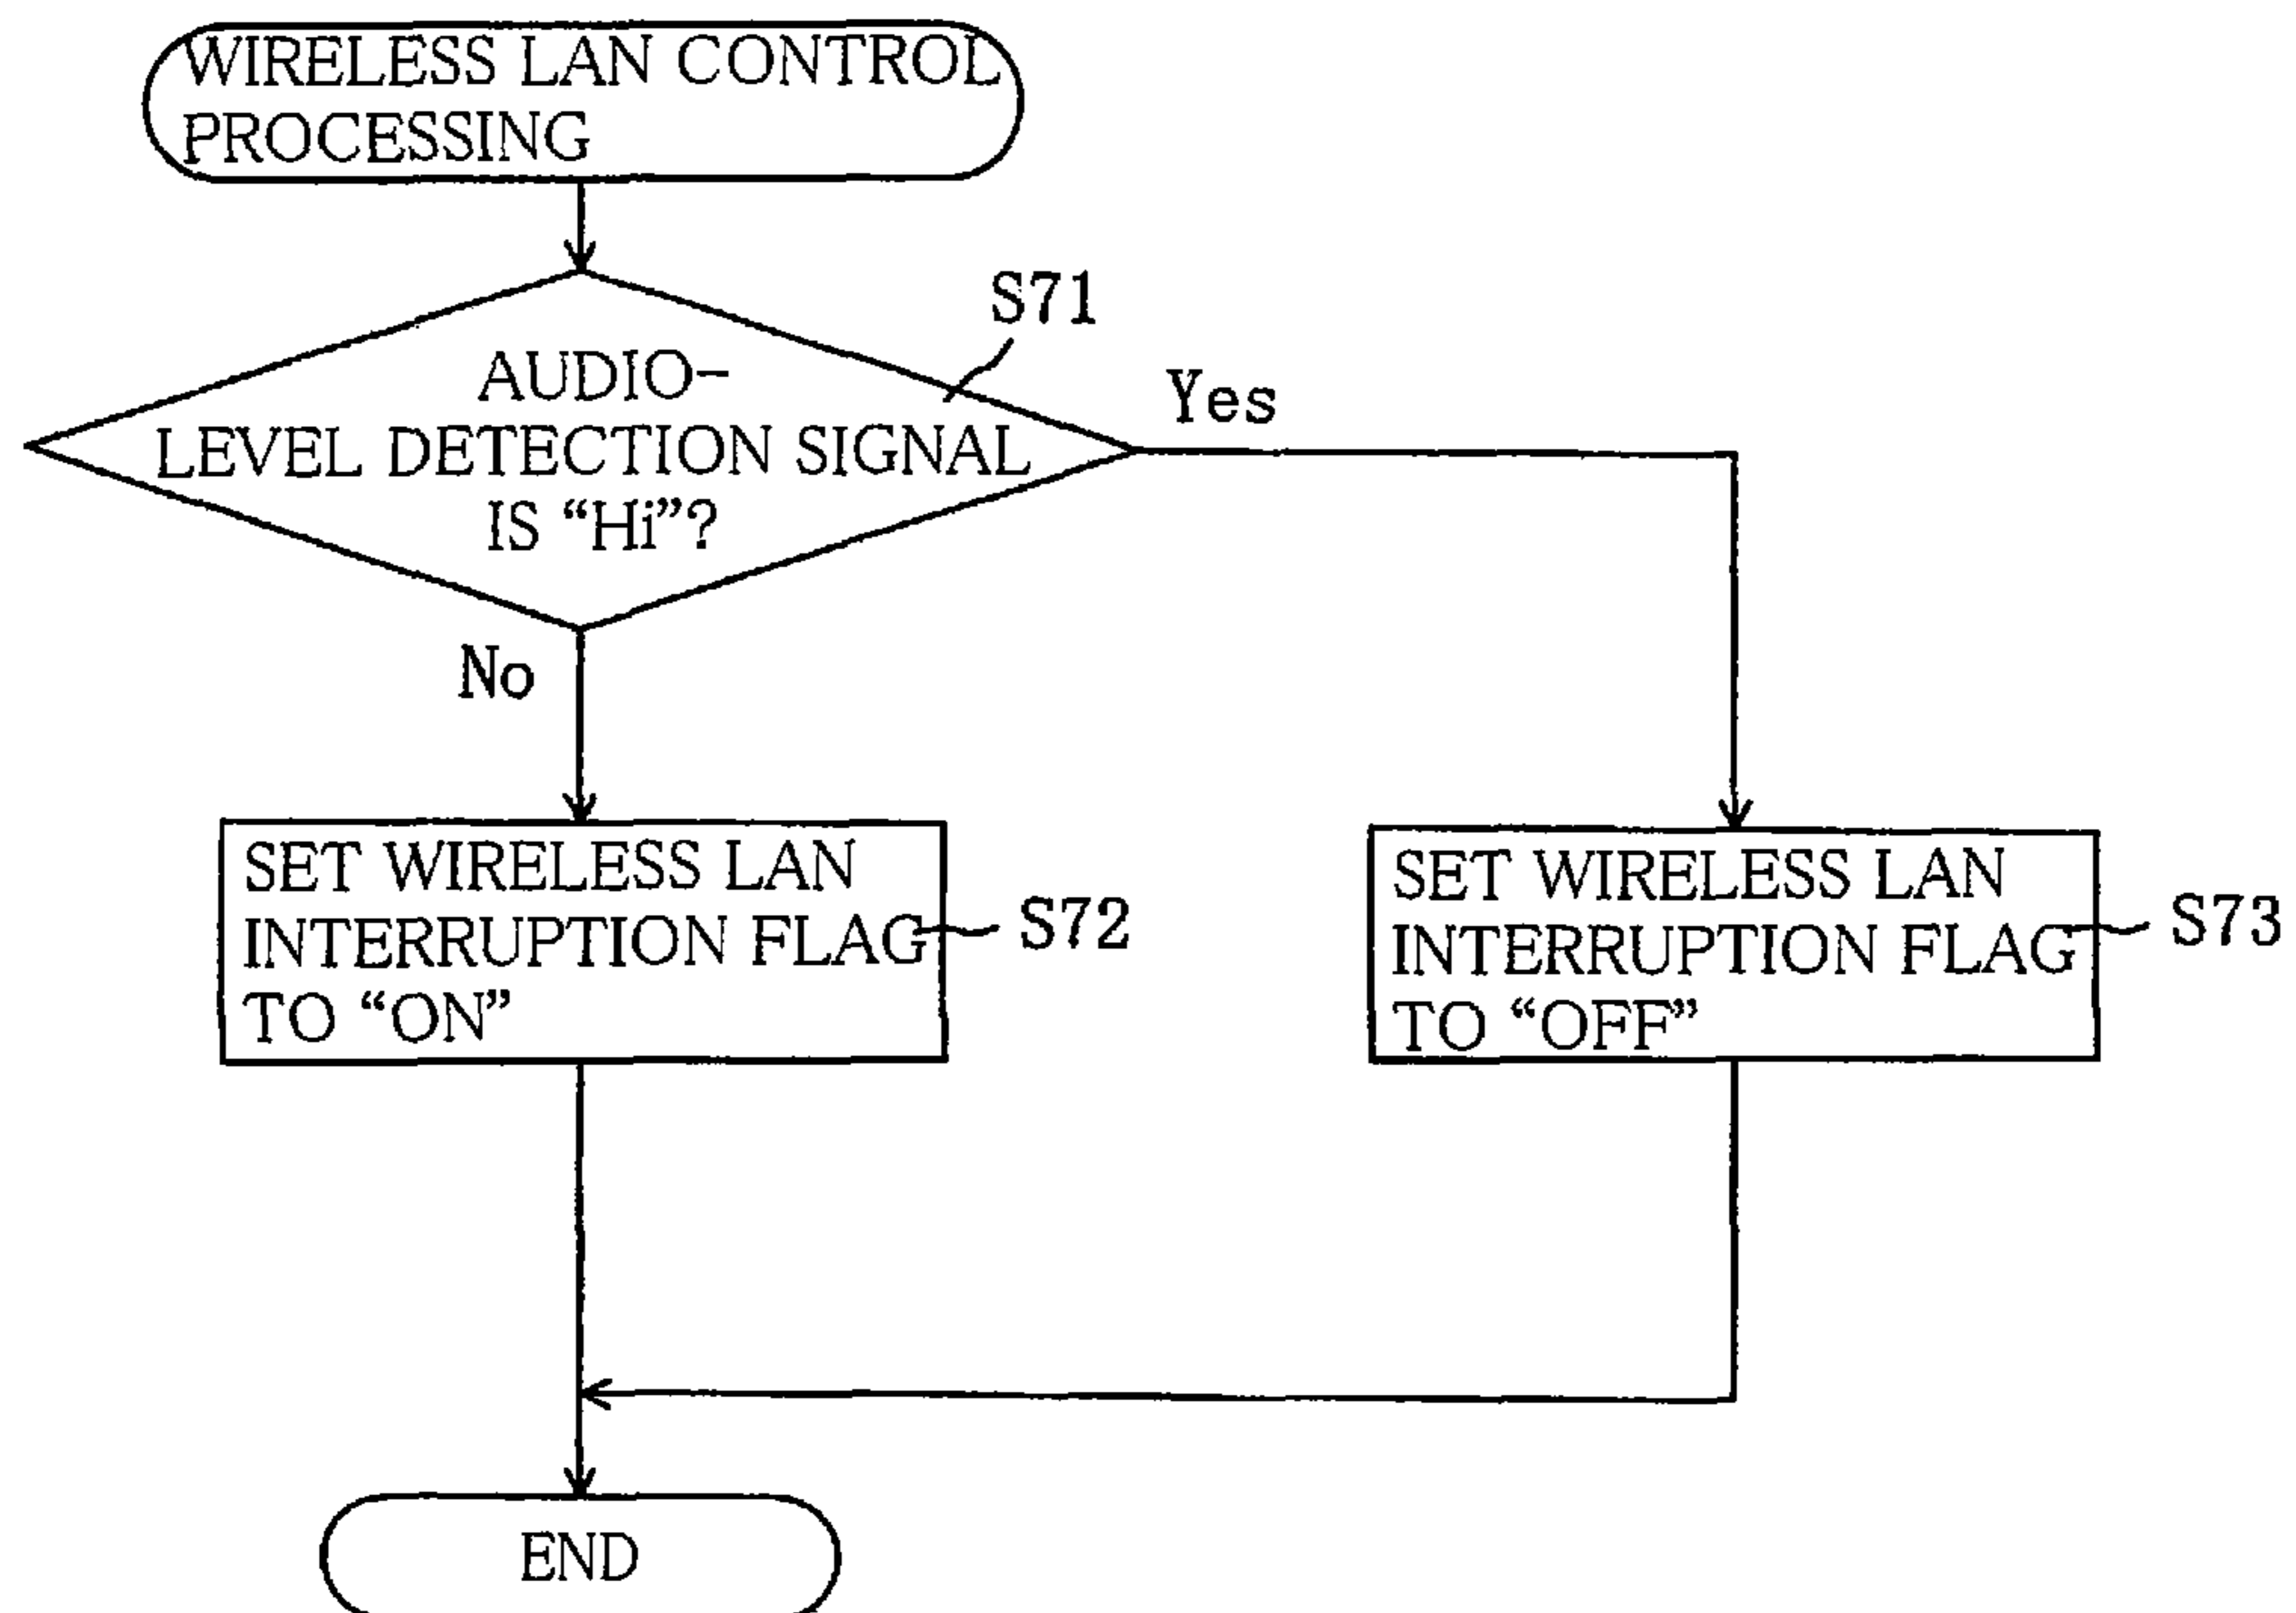 WIRELESS LAN CONTROL
PROCESSING
S71
AUDIO-
LEVEL DETECTION SIGNAL
IS “Hi”?
Yes
No
SET WIRELESS LAN
INTERRUPTION FLAG
TO “ON”
S72
SET WIRELESS LAN
INTERRUPTION FLAG
TO “OFF”
S73
END